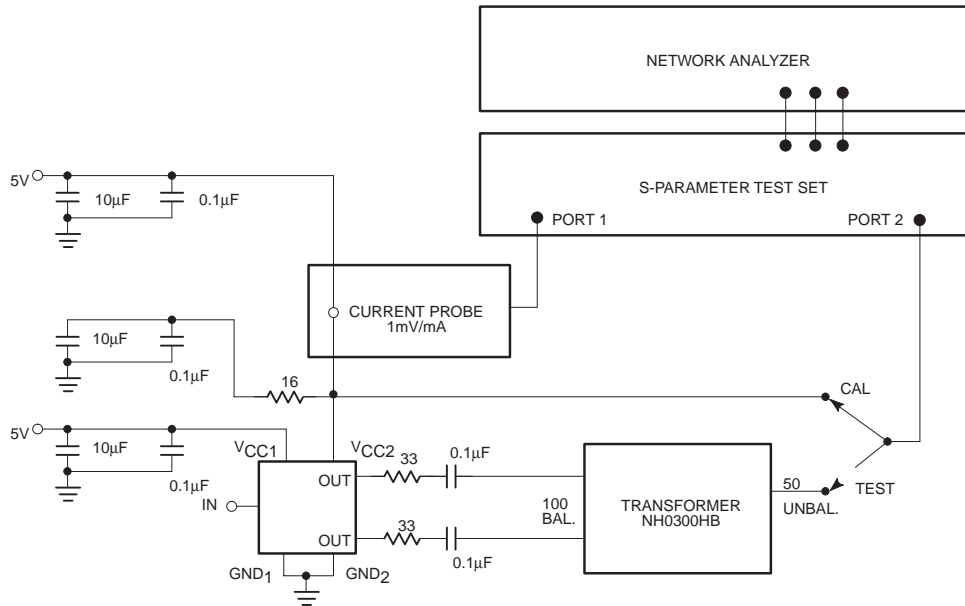 NETWORK ANALYZER
S-PARAMETER TEST SET
PORT 1
PORT 2
5V
10µF
0.1µF
CURRENT PROBE
1mV/mA
10µF
0.1µF
16
CAL
5V
10µF
0.1µF
VCC1
VCC2
33
0.1µF
OUT
IN
OUT
33
0.1µF
100
BAL.
TRANSFORMER
NH0300HB
50
UNBAL.
TEST
GND1
GND2